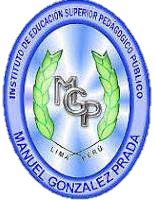 INSTITUTO DE EDUCACIÓN SUPERIOR PEDAGÓGICO PÚBLICO
MGP
LIMA PERÚ
MANUEL GONZALEZ PRADA